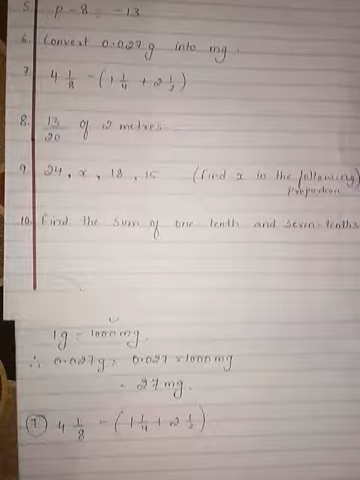 5. p - 8 = -13
6. Convert 0.027g into mg.
7. 4 1/8 - (1 1/4 + 2 1/2)
8. 13/20 of 2 metres
9. 24, x, 18, 15 (find x in the following proportion)
10. Find the sum of one tenth and seven-tenths
1g = 1000 mg.
∴ 0.027g = 0.027 × 1000 mg
= 27 mg.
7 4 1/8 - (1 1/4 + 2 1/2)